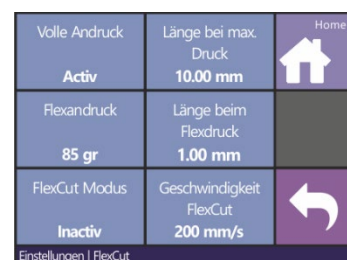 Volle Andruck
Activ
Länge bei max.
Druck
10.00 mm
Home
Flexandruck
85 gr
Länge beim
Flexdruck
1.00 mm
FlexCut Modus
Inactiv
Geschwindigkeit
FlexCut
200 mm/s
Einstellungen | FlexCut